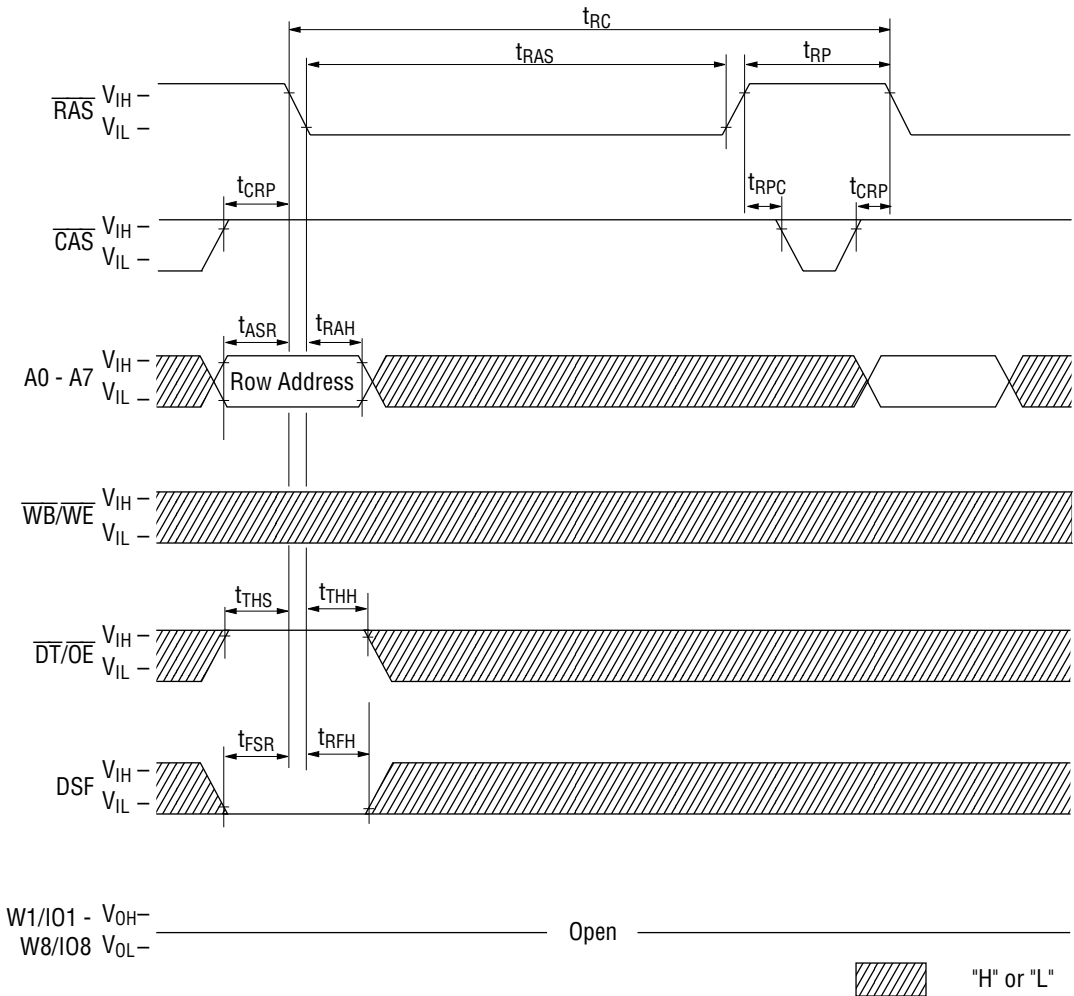 tRC
tRAS
tRP
RAS VIH –
VIL –
tCRP
tRPC
tCRP
CAS VIH –
VIL –
tASR
tRAH
A0 - A7 VIH –
VIL –
Row Address
WB/WE VIH –
VIL –
tTHS
tTHH
DT/OE VIH –
VIL –
tFSR
tRFH
DSF VIH –
VIL –
W1/IO1 - VOH–
W8/IO8 VOL–
Open
"H" or "L"